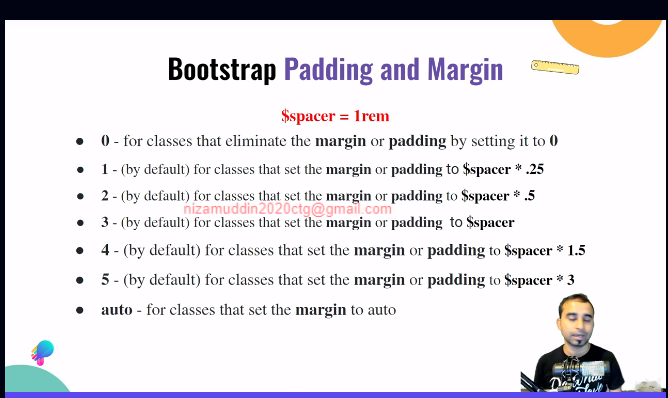 Bootstrap Padding and Margin
$spacer = 1rem
● 0 - for classes that eliminate the margin or padding by setting it to 0
● 1 - (by default) for classes that set the margin or padding to $spacer * .25
● 2 - (by default) for classes that set the margin or padding to $spacer * .5
nizamuddin2020ctg@gmail.com
● 3 - (by default) for classes that set the margin or padding to $spacer
● 4 - (by default) for classes that set the margin or padding to $spacer * 1.5
● 5 - (by default) for classes that set the margin or padding to $spacer * 3
● auto - for classes that set the margin to auto